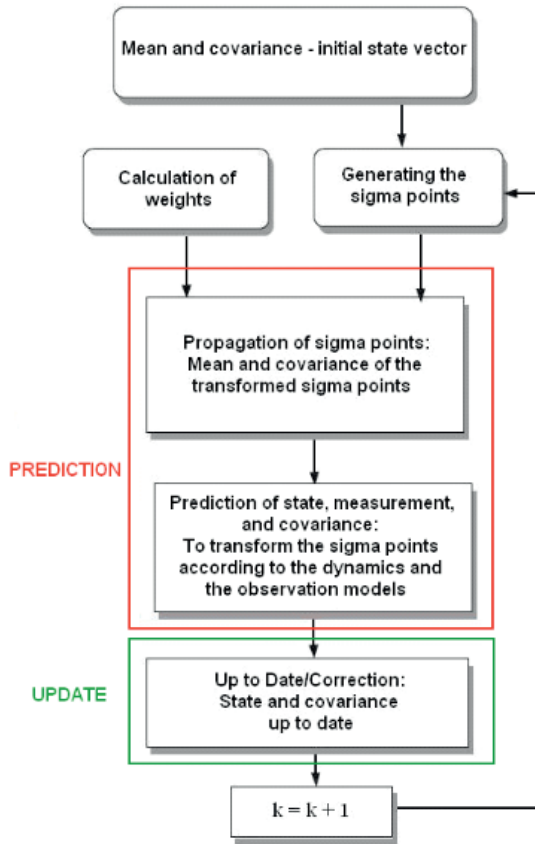 Mean and covariance - initial state vector
Calculation of
weights
Generating the
sigma points
Propagation of sigma points:
Mean and covariance of the
transformed sigma points
PREDICTION
Prediction of state, measurement,
and covariance:
To transform the sigma points
according to the dynamics and
the observation models
UPDATE
Up to Date/Correction:
State and covariance
up to date
k = k + 1